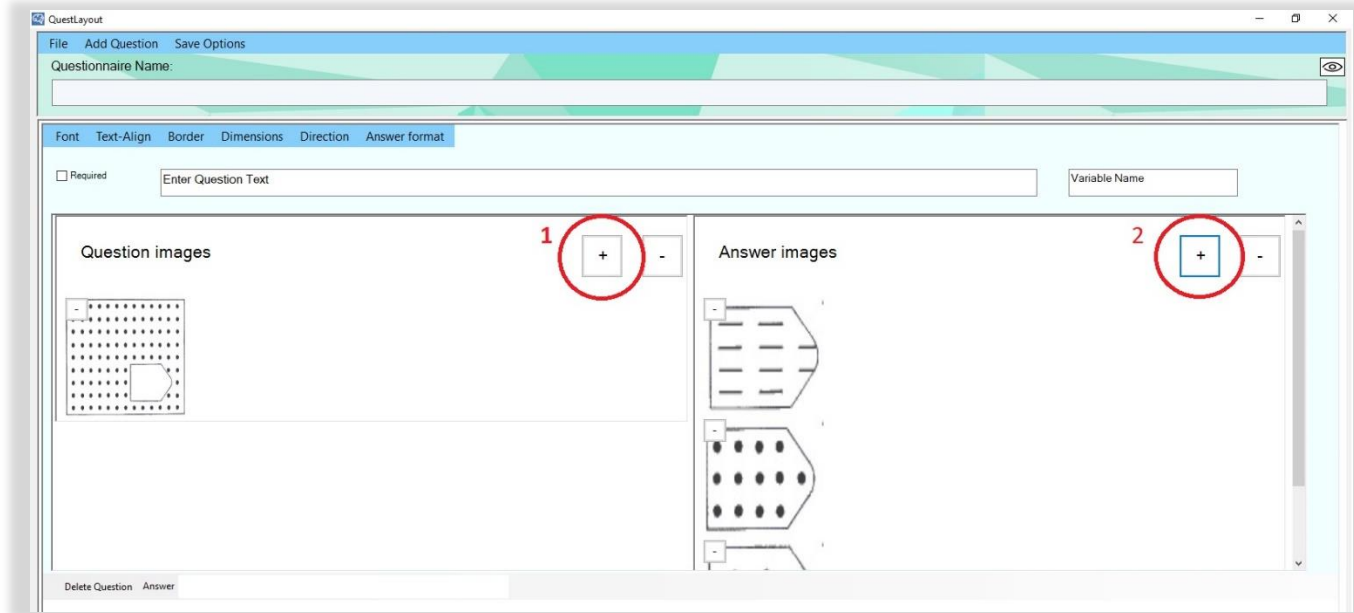 QuestLayout
File Add Question Save Options
Questionnaire Name:
Font Text-Align Border Dimensions Direction Answer format
Required
Enter Question Text
Variable Name
Question images
1
+
-
Answer images
2
+
-
-
-
-
-
Delete Question Answer